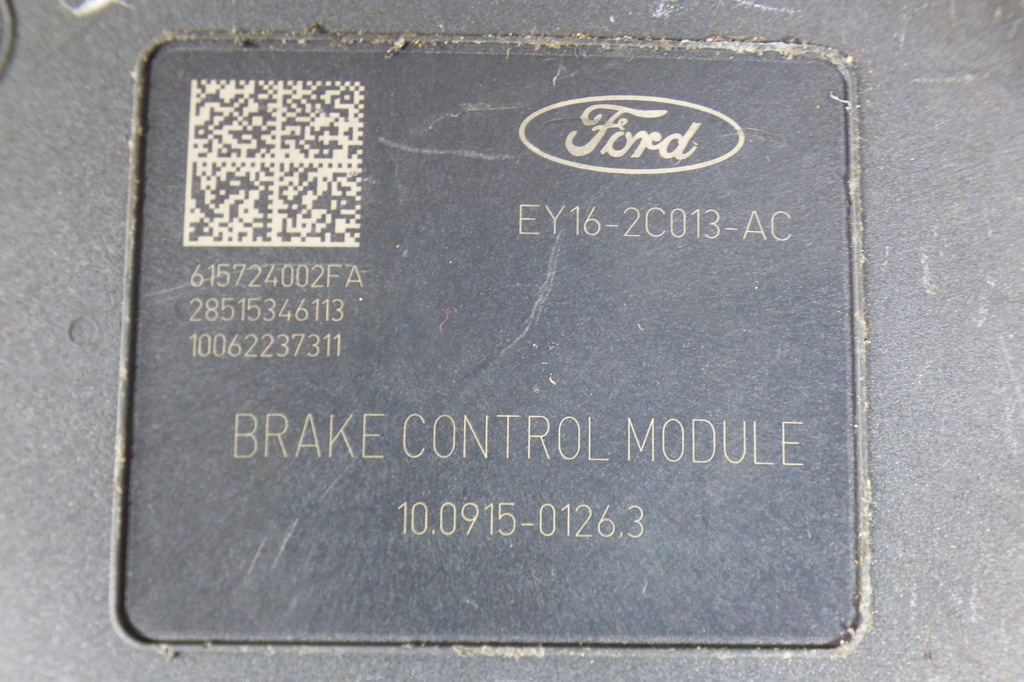 Ford
EY16-2C013-AC
615724002FA
28515346113
10062237311
BRAKE CONTROL MODULE
10.0915-0126.3